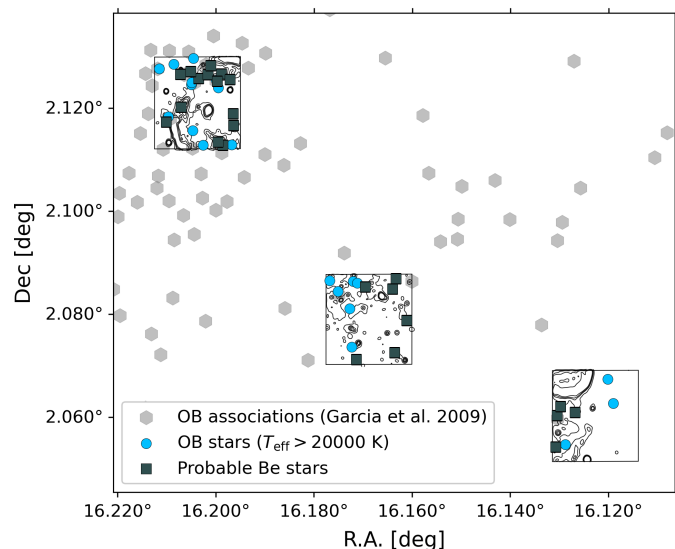 2.120°
2.100°
2.080°
2.060°
Dec [deg]
OB associations (Garcia et al. 2009)
OB stars (T_eff > 20000 K)
Probable Be stars
16.220° 16.200° 16.180° 16.160° 16.140° 16.120°
R.A. [deg]